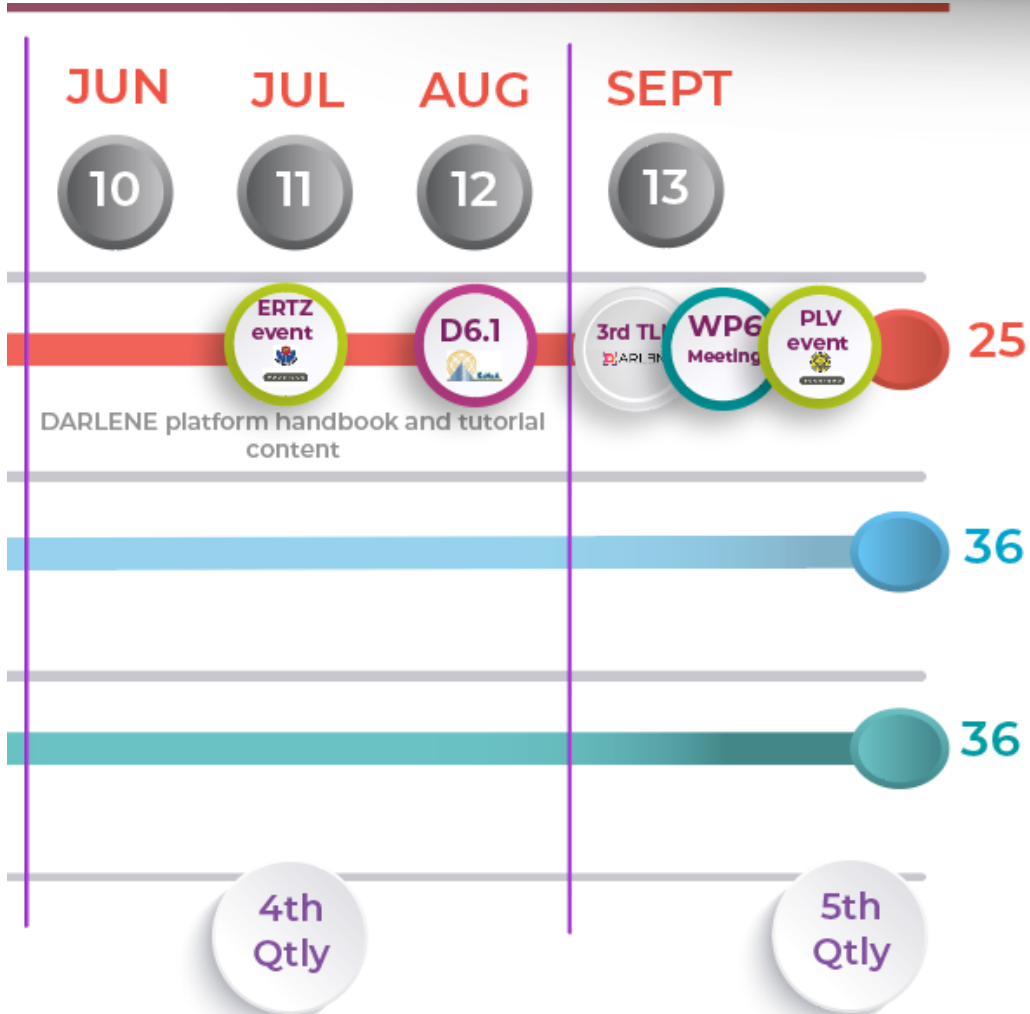 JUN
JUL
AUG
SEPT
10
11
12
13
ERTZ
event
D6.1
3rd
WP6
Meeting
PLV
event
25
DARLENE platform handbook and tutorial
content
36
36
4th
Qtly
5th
Qtly